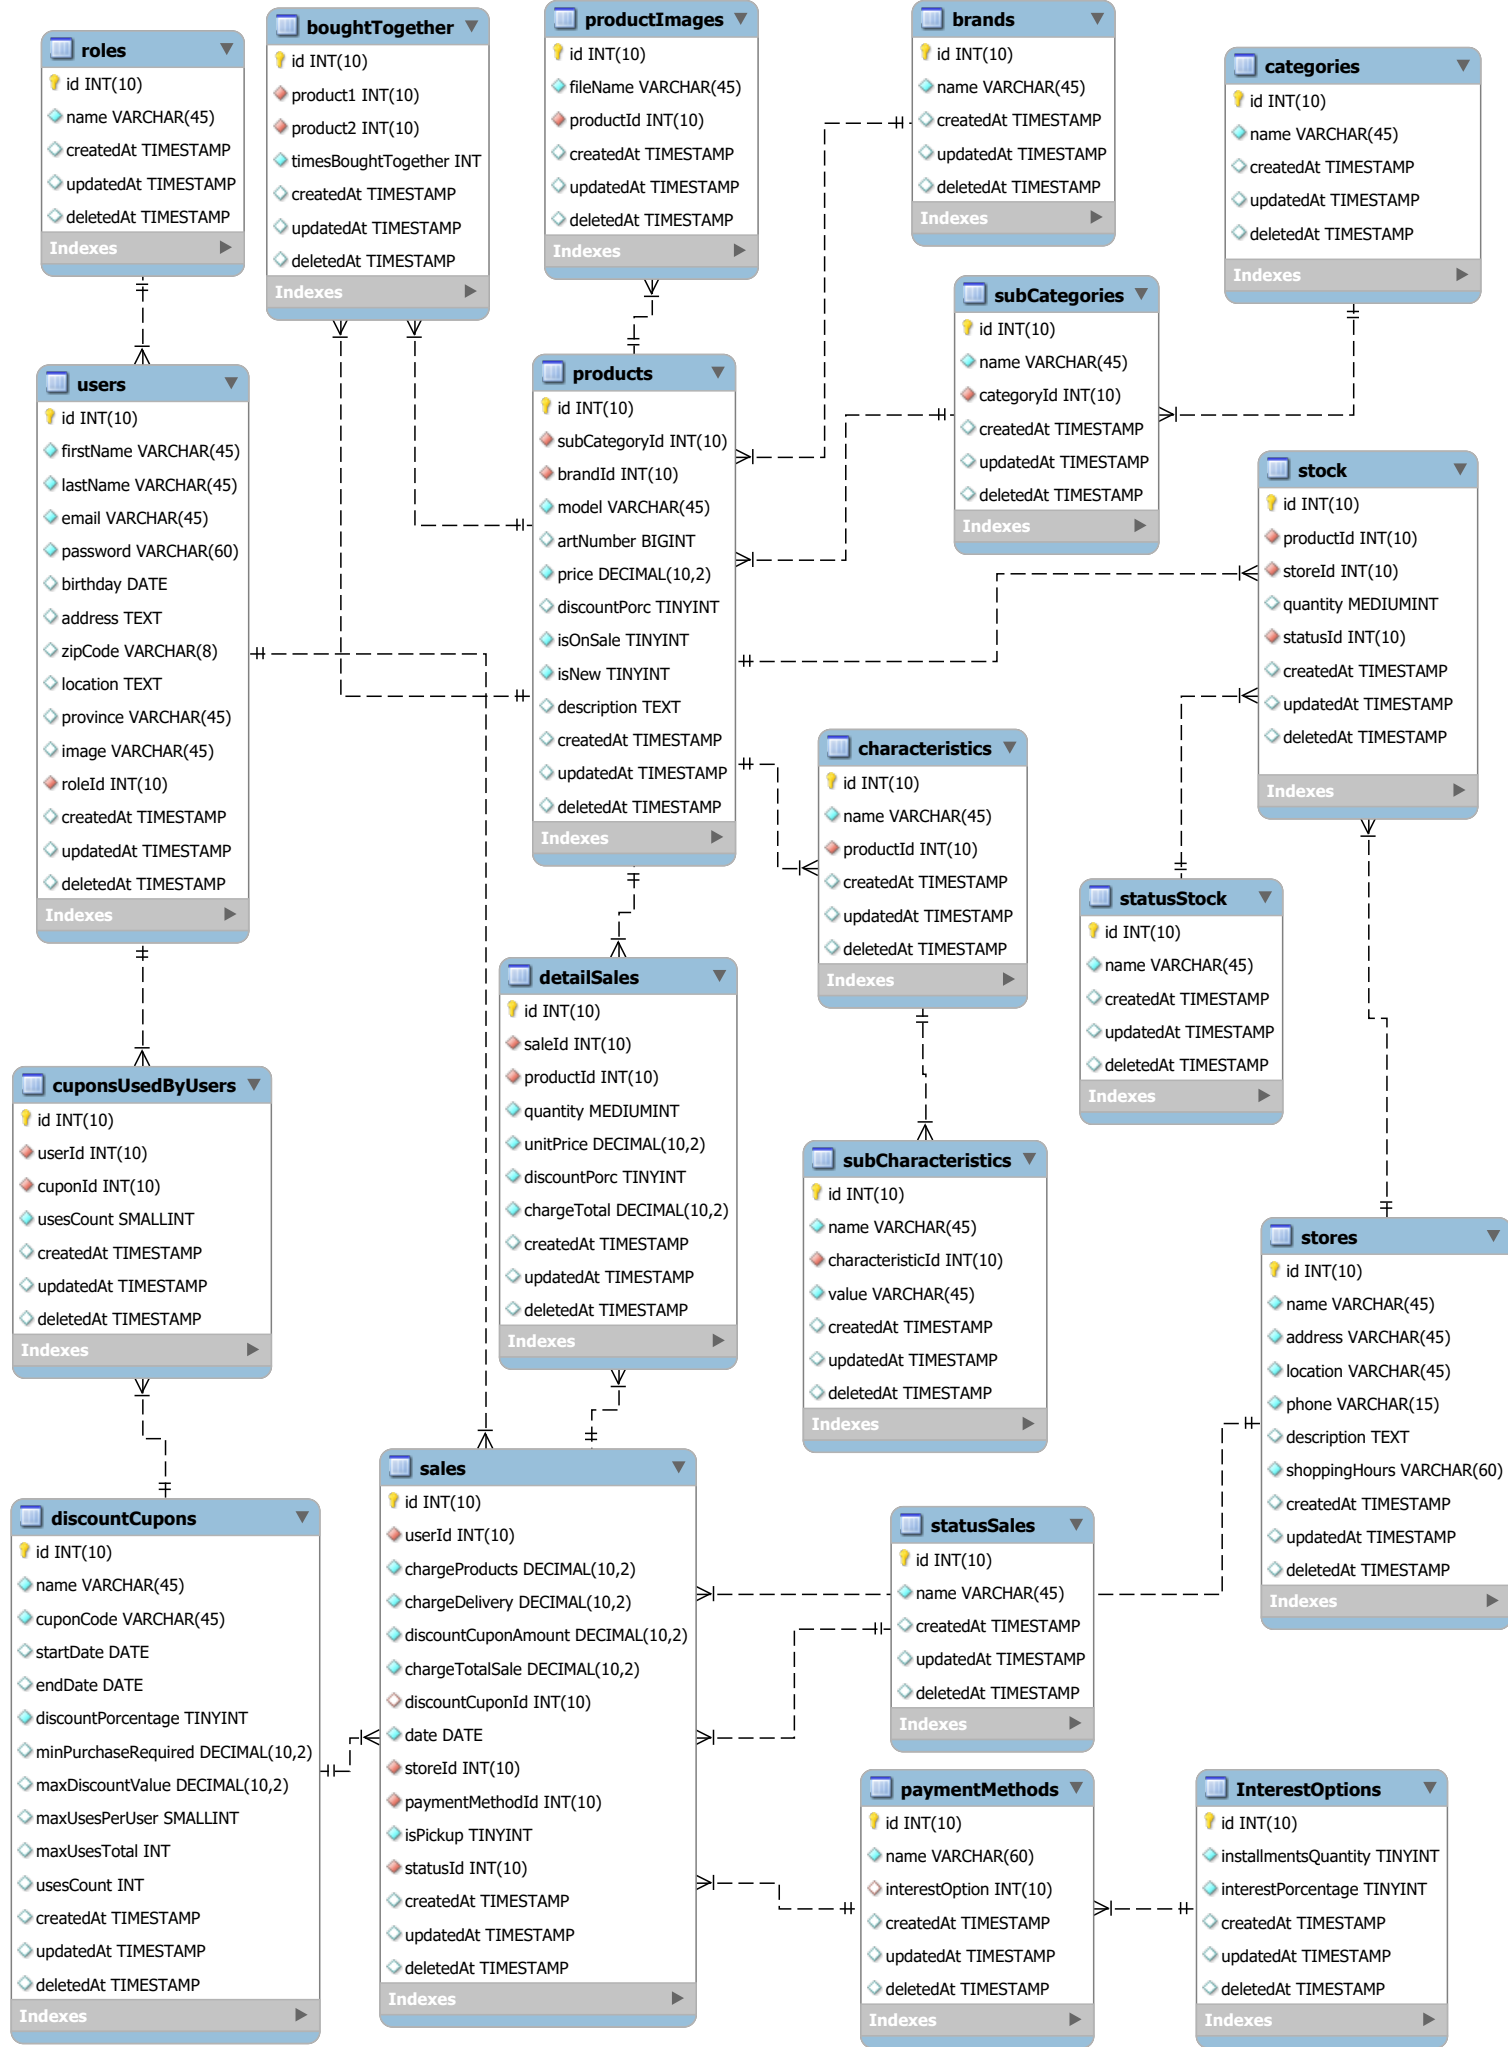 roles
id INT(10)
name VARCHAR(45)
createdAt TIMESTAMP
updatedAt TIMESTAMP
deletedAt TIMESTAMP
Indexes
boughtTogether
id INT(10)
product1 INT(10)
product2 INT(10)
timesBoughtTogether INT
createdAt TIMESTAMP
updatedAt TIMESTAMP
deletedAt TIMESTAMP
Indexes
productImages
id INT(10)
fileName VARCHAR(45)
productId INT(10)
createdAt TIMESTAMP
updatedAt TIMESTAMP
deletedAt TIMESTAMP
Indexes
brands
id INT(10)
name VARCHAR(45)
createdAt TIMESTAMP
updatedAt TIMESTAMP
deletedAt TIMESTAMP
Indexes
categories
id INT(10)
name VARCHAR(45)
createdAt TIMESTAMP
updatedAt TIMESTAMP
deletedAt TIMESTAMP
Indexes
subCategories
id INT(10)
name VARCHAR(45)
categoryId INT(10)
createdAt TIMESTAMP
updatedAt TIMESTAMP
deletedAt TIMESTAMP
Indexes
users
id INT(10)
firstName VARCHAR(45)
lastName VARCHAR(45)
email VARCHAR(45)
password VARCHAR(60)
birthday DATE
address TEXT
zipCode VARCHAR(8)
location TEXT
province VARCHAR(45)
image VARCHAR(45)
roleId INT(10)
createdAt TIMESTAMP
updatedAt TIMESTAMP
deletedAt TIMESTAMP
Indexes
products
id INT(10)
subCategoryId INT(10)
brandId INT(10)
model VARCHAR(45)
artNumber BIGINT
price DECIMAL(10,2)
discountPorc TINYINT
isOnSale TINYINT
isNew TINYINT
description TEXT
createdAt TIMESTAMP
updatedAt TIMESTAMP
deletedAt TIMESTAMP
Indexes
stock
id INT(10)
productId INT(10)
storeId INT(10)
quantity MEDIUMINT
statusId INT(10)
createdAt TIMESTAMP
updatedAt TIMESTAMP
deletedAt TIMESTAMP
Indexes
characteristics
id INT(10)
name VARCHAR(45)
productId INT(10)
createdAt TIMESTAMP
updatedAt TIMESTAMP
deletedAt TIMESTAMP
Indexes
statusStock
id INT(10)
name VARCHAR(45)
createdAt TIMESTAMP
updatedAt TIMESTAMP
deletedAt TIMESTAMP
Indexes
detailSales
id INT(10)
saleId INT(10)
productId INT(10)
quantity MEDIUMINT
unitPrice DECIMAL(10,2)
discountPorc TINYINT
chargeTotal DECIMAL(10,2)
createdAt TIMESTAMP
updatedAt TIMESTAMP
deletedAt TIMESTAMP
Indexes
cuponsUsedByUsers
id INT(10)
userId INT(10)
cuponId INT(10)
usesCount SMALLINT
createdAt TIMESTAMP
updatedAt TIMESTAMP
deletedAt TIMESTAMP
Indexes
subCharacteristics
id INT(10)
name VARCHAR(45)
characteristicId INT(10)
value VARCHAR(45)
createdAt TIMESTAMP
updatedAt TIMESTAMP
deletedAt TIMESTAMP
Indexes
stores
id INT(10)
name VARCHAR(45)
address VARCHAR(45)
location VARCHAR(45)
phone VARCHAR(15)
description TEXT
shoppingHours VARCHAR(60)
createdAt TIMESTAMP
updatedAt TIMESTAMP
deletedAt TIMESTAMP
Indexes
discountCupons
id INT(10)
name VARCHAR(45)
cuponCode VARCHAR(45)
startDate DATE
endDate DATE
discountPorcentage TINYINT
minPurchaseRequired DECIMAL(10,2)
maxDiscountValue DECIMAL(10,2)
maxUsesPerUser SMALLINT
maxUsesTotal INT
usesCount INT
createdAt TIMESTAMP
updatedAt TIMESTAMP
deletedAt TIMESTAMP
Indexes
sales
id INT(10)
userId INT(10)
chargeProducts DECIMAL(10,2)
chargeDelivery DECIMAL(10,2)
discountCuponAmount DECIMAL(10,2)
chargeTotalSale DECIMAL(10,2)
discountCuponId INT(10)
date DATE
storeId INT(10)
paymentMethodId INT(10)
isPickup TINYINT
statusId INT(10)
createdAt TIMESTAMP
updatedAt TIMESTAMP
deletedAt TIMESTAMP
Indexes
statusSales
id INT(10)
name VARCHAR(45)
createdAt TIMESTAMP
updatedAt TIMESTAMP
deletedAt TIMESTAMP
Indexes
paymentMethods
id INT(10)
name VARCHAR(60)
interestOption INT(10)
createdAt TIMESTAMP
updatedAt TIMESTAMP
deletedAt TIMESTAMP
Indexes
InterestOptions
id INT(10)
installmentsQuantity TINYINT
interestPorcentage TINYINT
createdAt TIMESTAMP
updatedAt TIMESTAMP
deletedAt TIMESTAMP
Indexes